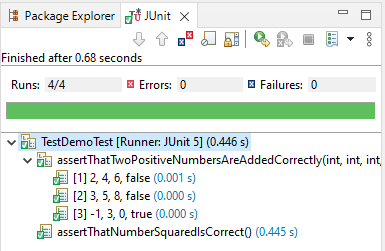 Package Explorer JUnit
Finished after 0.68 seconds
Runs: 4/4 Errors: 0 Failures: 0
TestDemoTest [Runner: JUnit 5] (0.446 s)
assertThatTwoPositiveNumbersAreAddedCorrectly(int, int, int,
[1] 2, 4, 6, false (0.001 s)
[2] 3, 5, 8, false (0.000 s)
[3] -1, 3, 0, true (0.000 s)
assertThatNumberSquaredIsCorrect() (0.445 s)